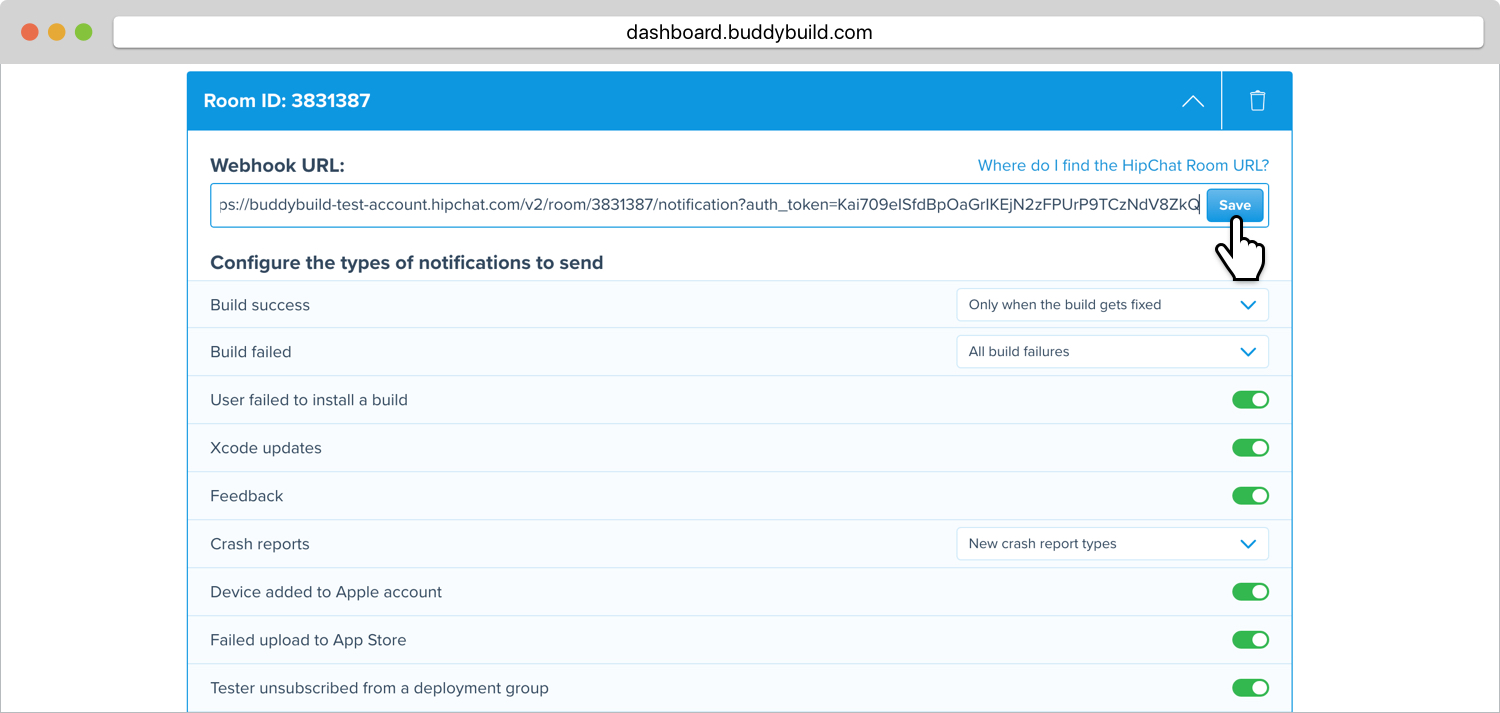 dashboard.buddybuild.com
Room ID: 3831387
Webhook URL:
Where do I find the HipChat Room URL?
ps://buddybuild-test-account.hipchat.com/v2/room/3831387/notification?auth_token=Kai709eISfdBpOaGrIKEjN2zFPUrP9TCzNdV8ZkQ
Save
Configure the types of notifications to send
Build success
Only when the build gets fixed
Build failed
All build failures
User failed to install a build
Xcode updates
Feedback
Crash reports
New crash report types
Device added to Apple account
Failed upload to App Store
Tester unsubscribed from a deployment group